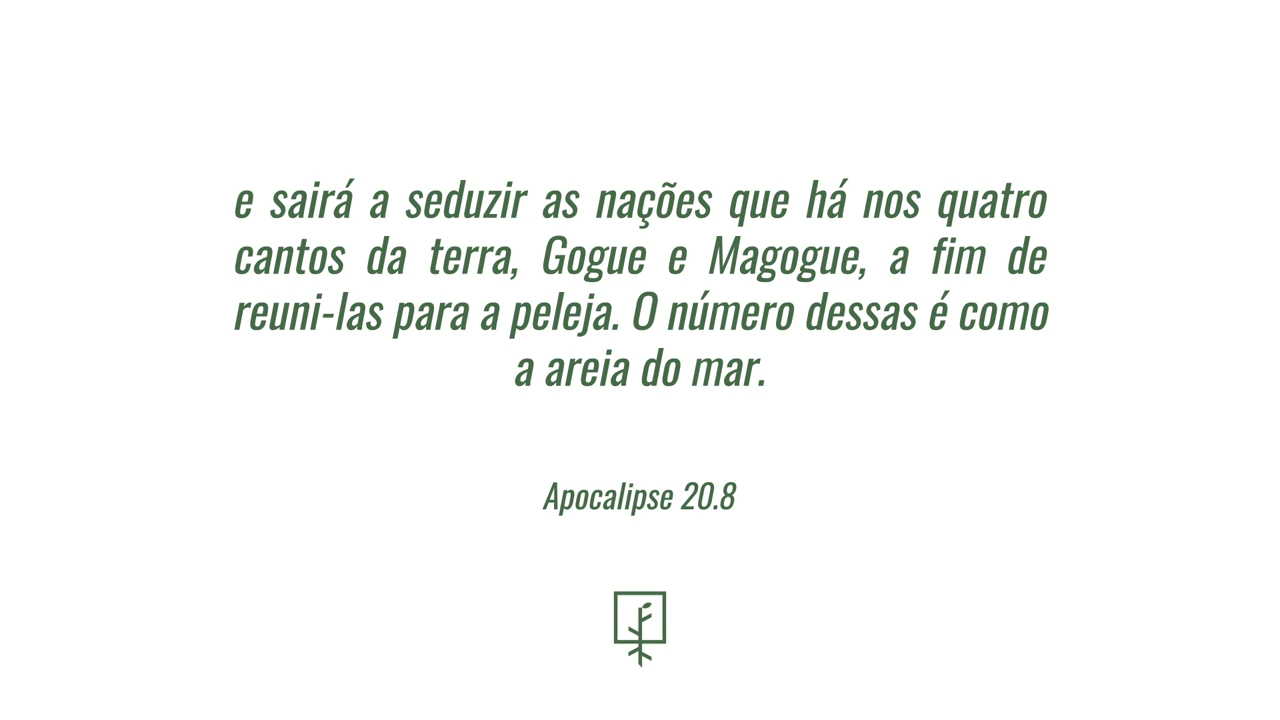 e sairá a seduzir as nações que há nos quatro
cantos da terra, Gogue e Magogue, a fim de
reuni-las para a peleja. O número dessas é como
a areia do mar.
Apocalipse 20.8